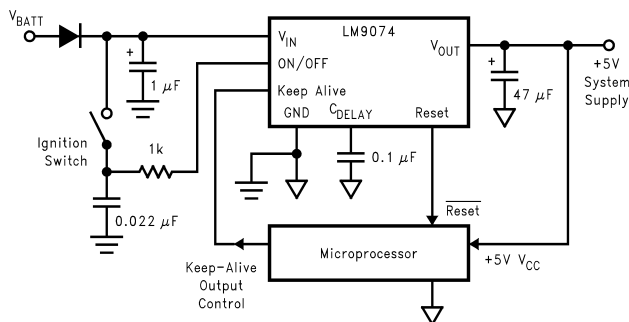 V_BATT
LM9074
V_IN
V_OUT
ON/OFF
Keep Alive
GND
C_DELAY
Reset
+
1 μF
+
47 μF
+5V
System
Supply
Ignition
Switch
1k
0.1 μF
0.022 μF
Reset
Microprocessor
+5V V_CC
Keep-Alive
Output
Control